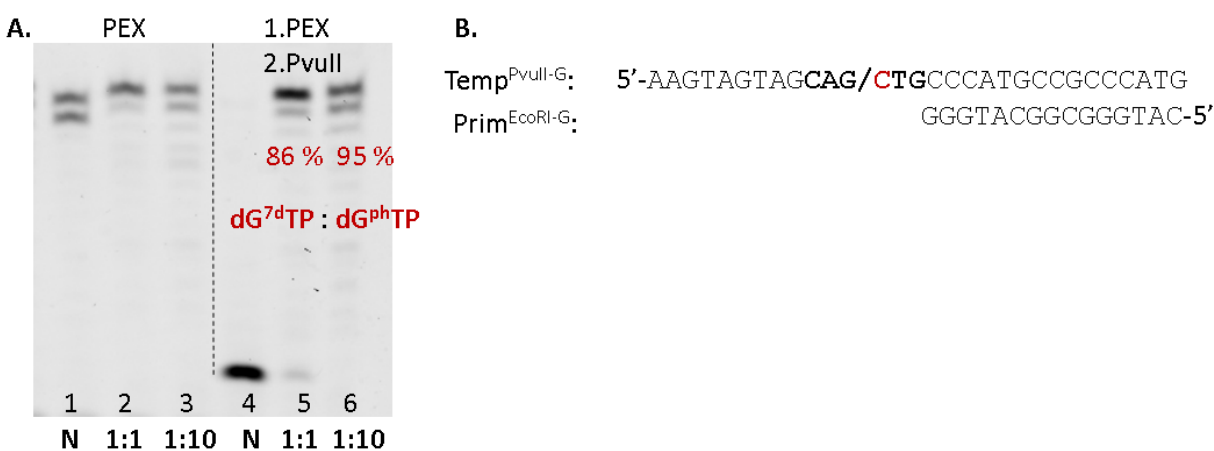 A.
PEX
1.PEX
2.PvuII
86 % 95 %
dG7dTP : dGphTP
1 2 3 4 5 6
N 1:1 1:10 N 1:1 1:10
B.
TempPvuII-G: 5’-AAGTAGTAGCAG/CTGCCCATGCCGCCCATG
PrimEcoRI-G: GGGTACGGCGGGTAC-5’